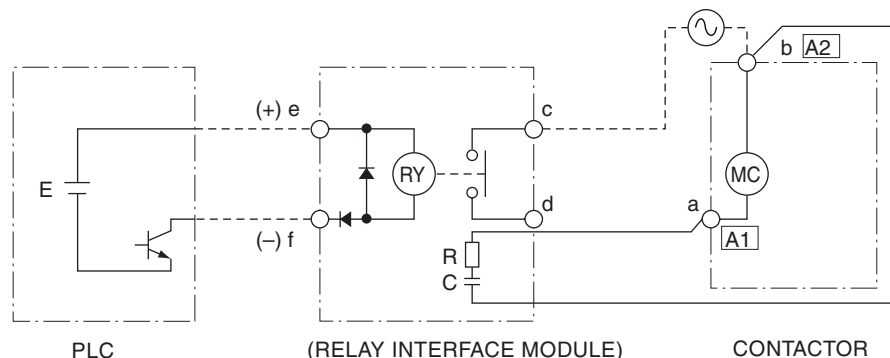 b A2
(+) e
c
E
RY
MC
a
d
A1
(–) f
R
C
PLC
(RELAY INTERFACE MODULE)
CONTACTOR